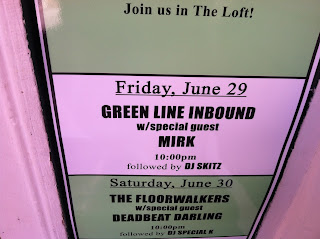 Join us in The Loft!
Friday, June 29
GREEN LINE INBOUND
w/special guest
MIRK
10:00pm
followed by DJ SKITZ
Saturday, June 30
THE FLOORWALKERS
w/special guest
DEADBEAT DARLING
10:00pm
followed by DJ SPECIAL K